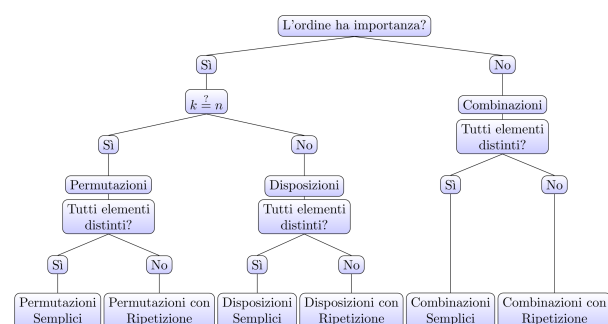 L'ordine ha importanza?
Sì
No
k ≟ n
Combinazioni
Tutti elementi
distinti?
Sì
No
Permutazioni
Disposizioni
Sì
No
Tutti elementi
distinti?
Tutti elementi
distinti?
Sì
No
Sì
No
Permutazioni
Semplici
Permutazioni con
Ripetizione
Disposizioni
Semplici
Disposizioni con
Ripetizione
Combinazioni
Semplici
Combinazioni con
Ripetizione